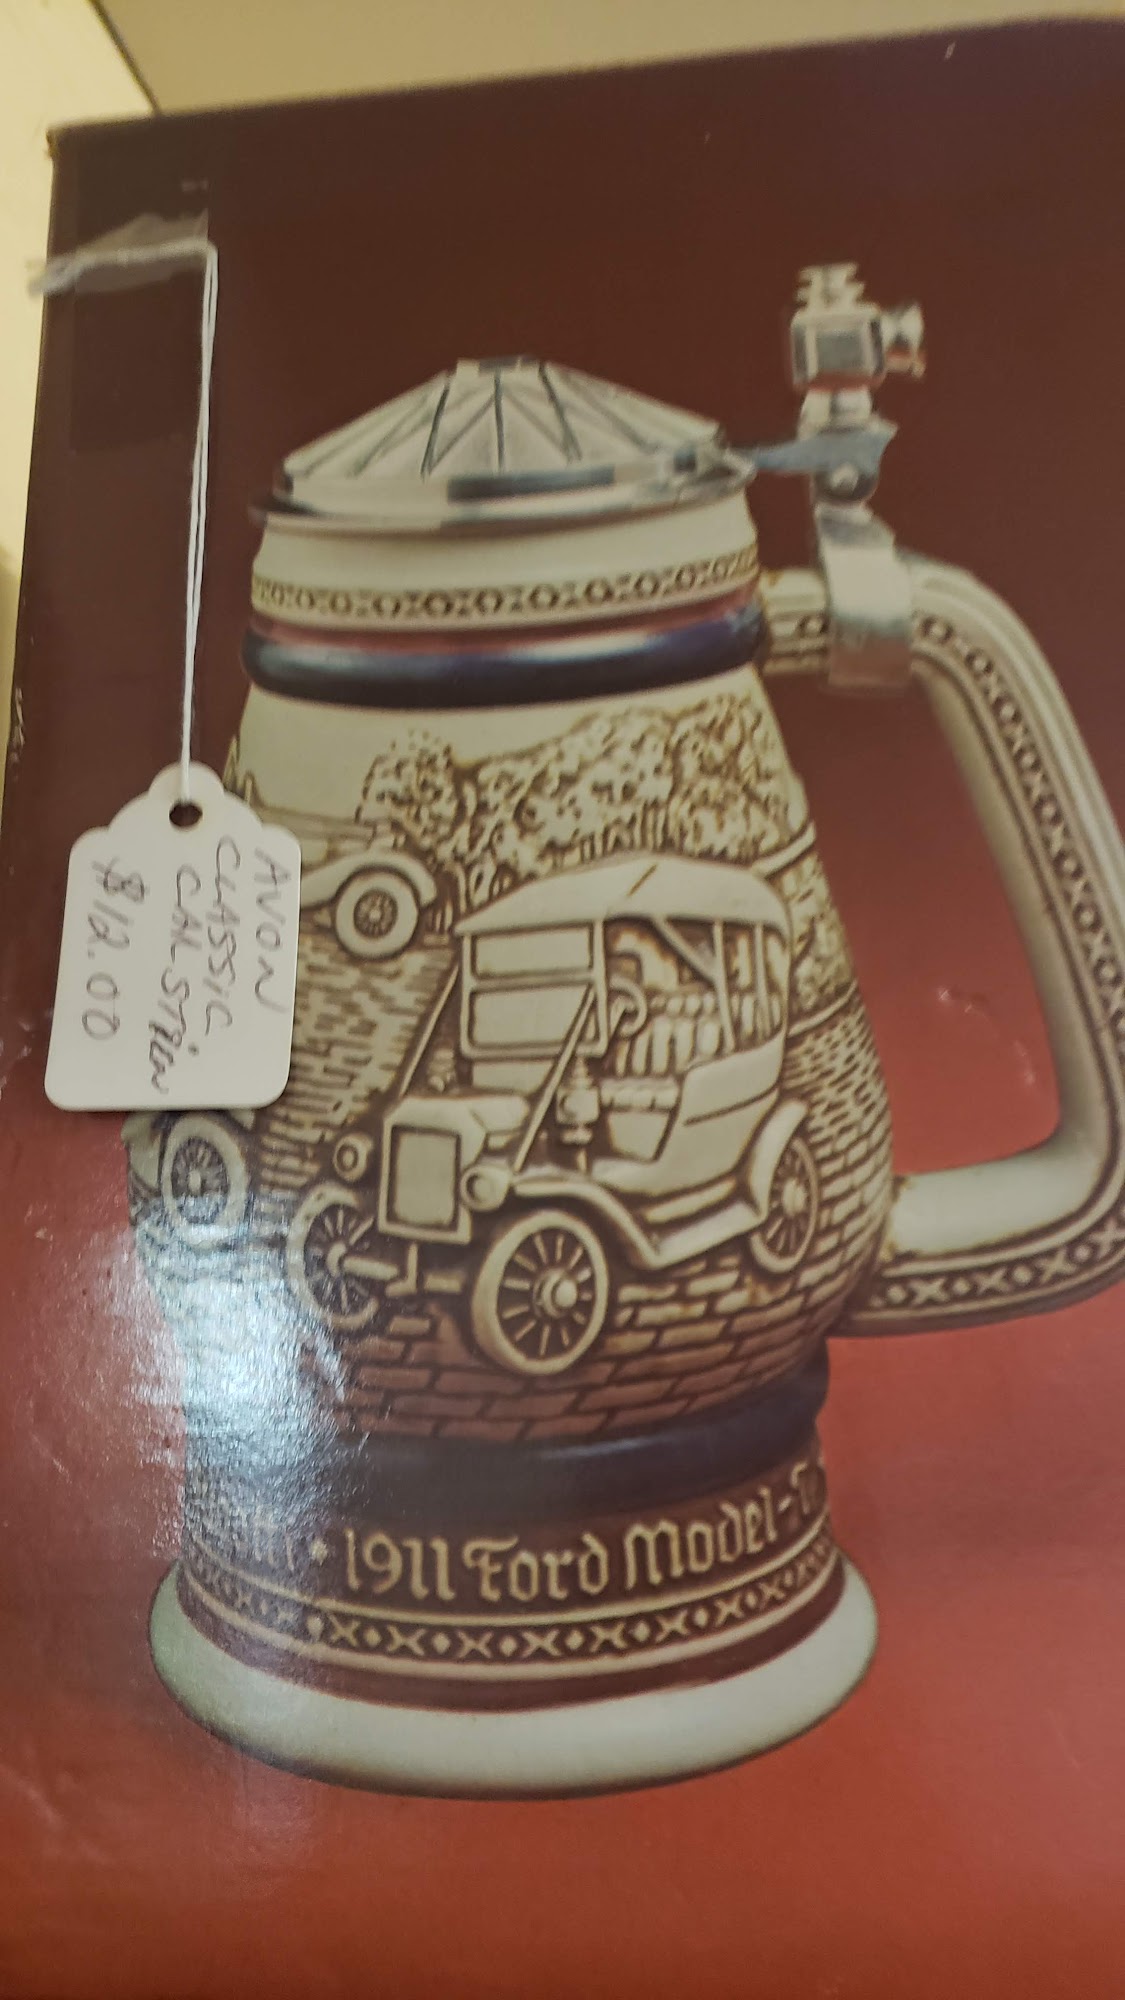 AVON
CLASSIC
CAR STEIN
$12.00
1911 Ford Model-T